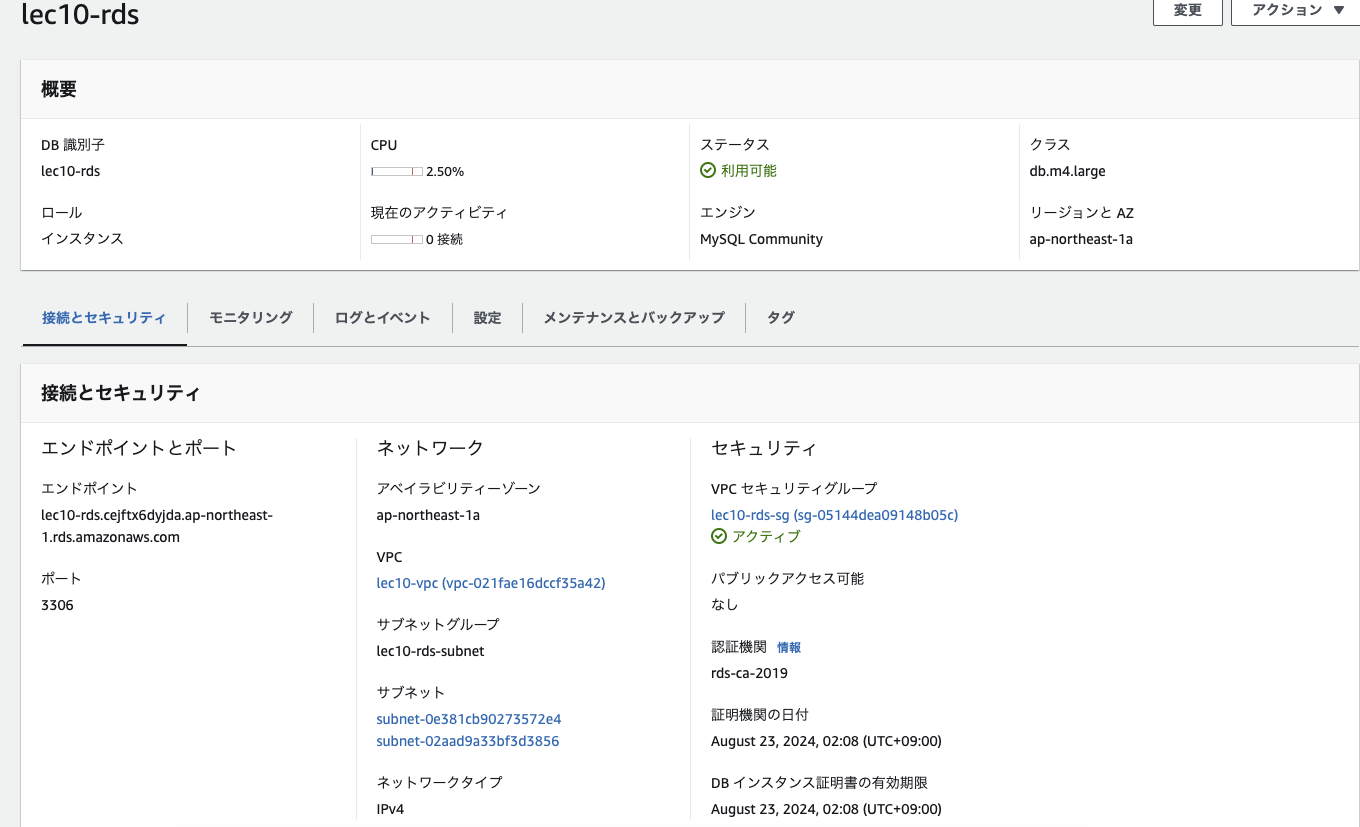 lec10-rds
変更
アクション ▼
概要
DB 識別子
lec10-rds
CPU
2.50%
ステータス
利用可能
クラス
db.m4.large
ロール
インスタンス
現在のアクティビティ
0 接続
エンジン
MySQL Community
リージョンと AZ
ap-northeast-1a
接続とセキュリティ
モニタリング
ログとイベント
設定
メンテナンスとバックアップ
タグ
接続とセキュリティ
エンドポイントとポート
エンドポイント
lec10-rds.cejftx6dyjda.ap-northeast-
1.rds.amazonaws.com
ポート
3306
ネットワーク
アベイラビリティーゾーン
ap-northeast-1a
VPC
lec10-vpc (vpc-021fae16dccf35a42)
サブネットグループ
lec10-rds-subnet
サブネット
subnet-0e381cb90273572e4
subnet-02aad9a33bf3d3856
ネットワークタイプ
IPv4
セキュリティ
VPC セキュリティグループ
lec10-rds-sg (sg-05144dea09148b05c)
アクティブ
パブリックアクセス可能
なし
認証機関 情報
rds-ca-2019
証明機関の日付
August 23, 2024, 02:08 (UTC+09:00)
DB インスタンス証明書の有効期限
August 23, 2024, 02:08 (UTC+09:00)